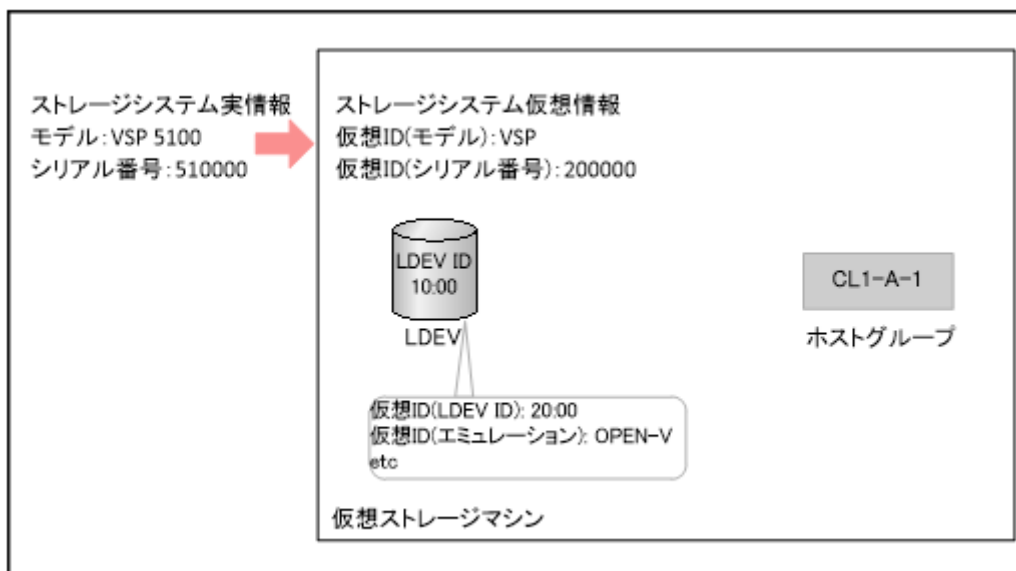 ストレージシステム実情報
モデル:VSP 5100
シリアル番号:510000
ストレージシステム仮想情報
仮想ID(モデル):VSP
仮想ID(シリアル番号):200000
LDEV ID
10:00
LDEV
CL1-A-1
ホストグループ
仮想ID(LDEV ID): 20:00
仮想ID(エミュレーション): OPEN-V
etc
仮想ストレージマシン